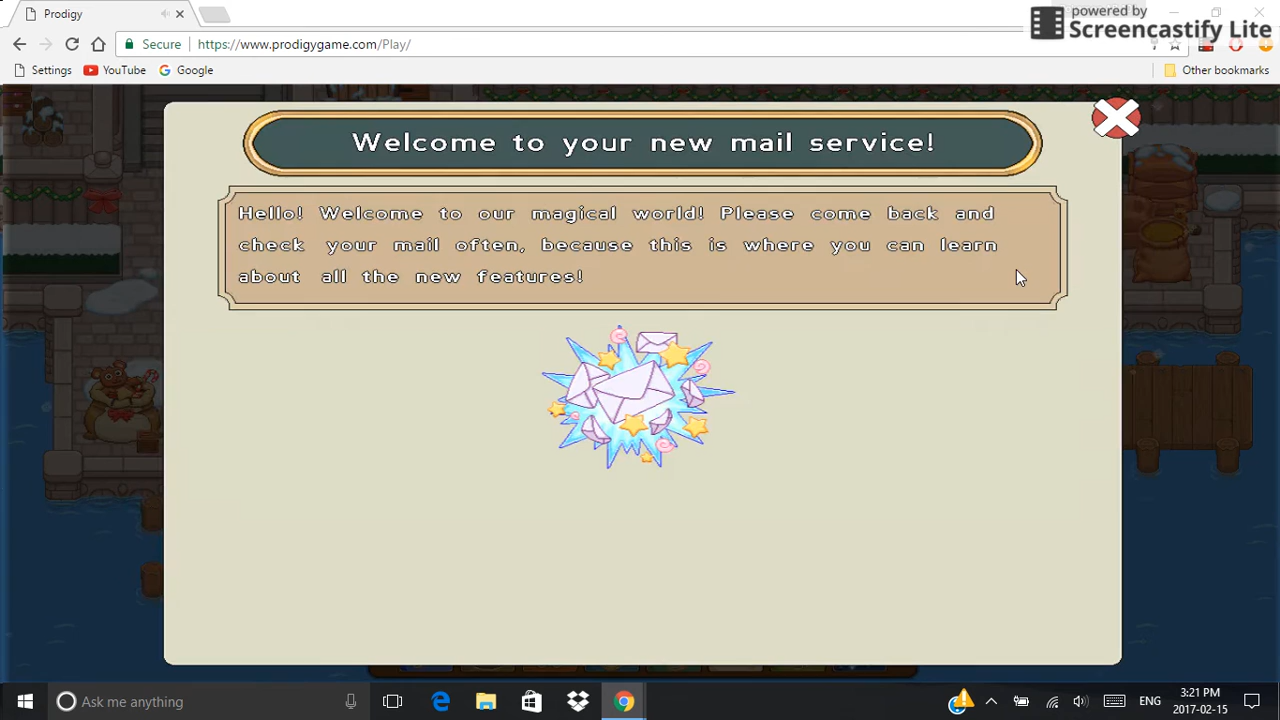 Prodigy
powered by
Screencastify Lite
Secure
https://www.prodigygame.com/Play/
Settings
YouTube
Google
Other bookmarks
Welcome to your new mail service!
Hello! Welcome to our magical world! Please come back and
check your mail often, because this is where you can learn
about all the new features!
Ask me anything
ENG
3:21 PM
2017-02-15